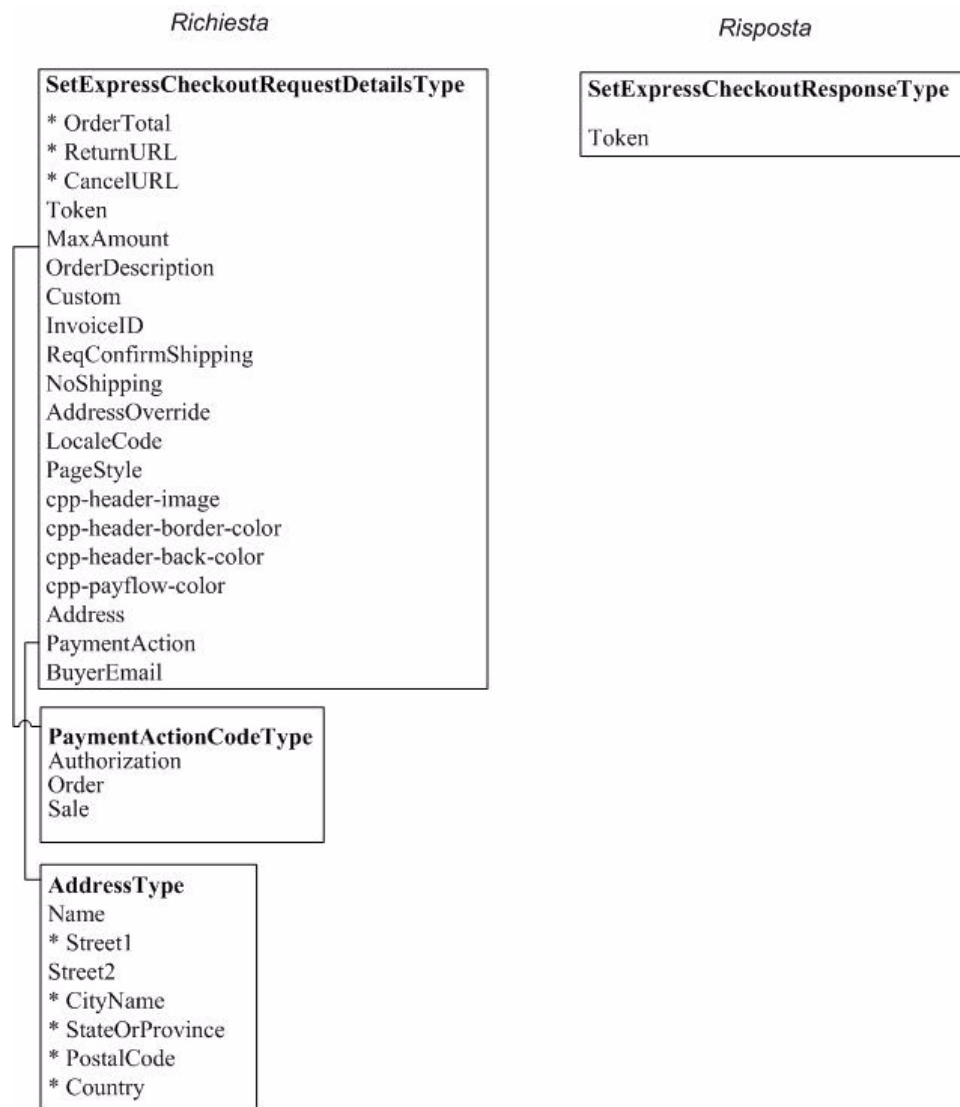 Richiesta
Risposta
SetExpressCheckoutRequestDetailsType
* OrderTotal
* ReturnURL
* CancelURL
Token
MaxAmount
OrderDescription
Custom
InvoiceID
ReqConfirmShipping
NoShipping
AddressOverride
LocaleCode
PageStyle
cpp-header-image
cpp-header-border-color
cpp-header-back-color
cpp-payflow-color
Address
PaymentAction
BuyerEmail
SetExpressCheckoutResponseType
Token
PaymentActionCodeType
Authorization
Order
Sale
AddressType
Name
* Street1
Street2
* CityName
* StateOrProvince
* PostalCode
* Country